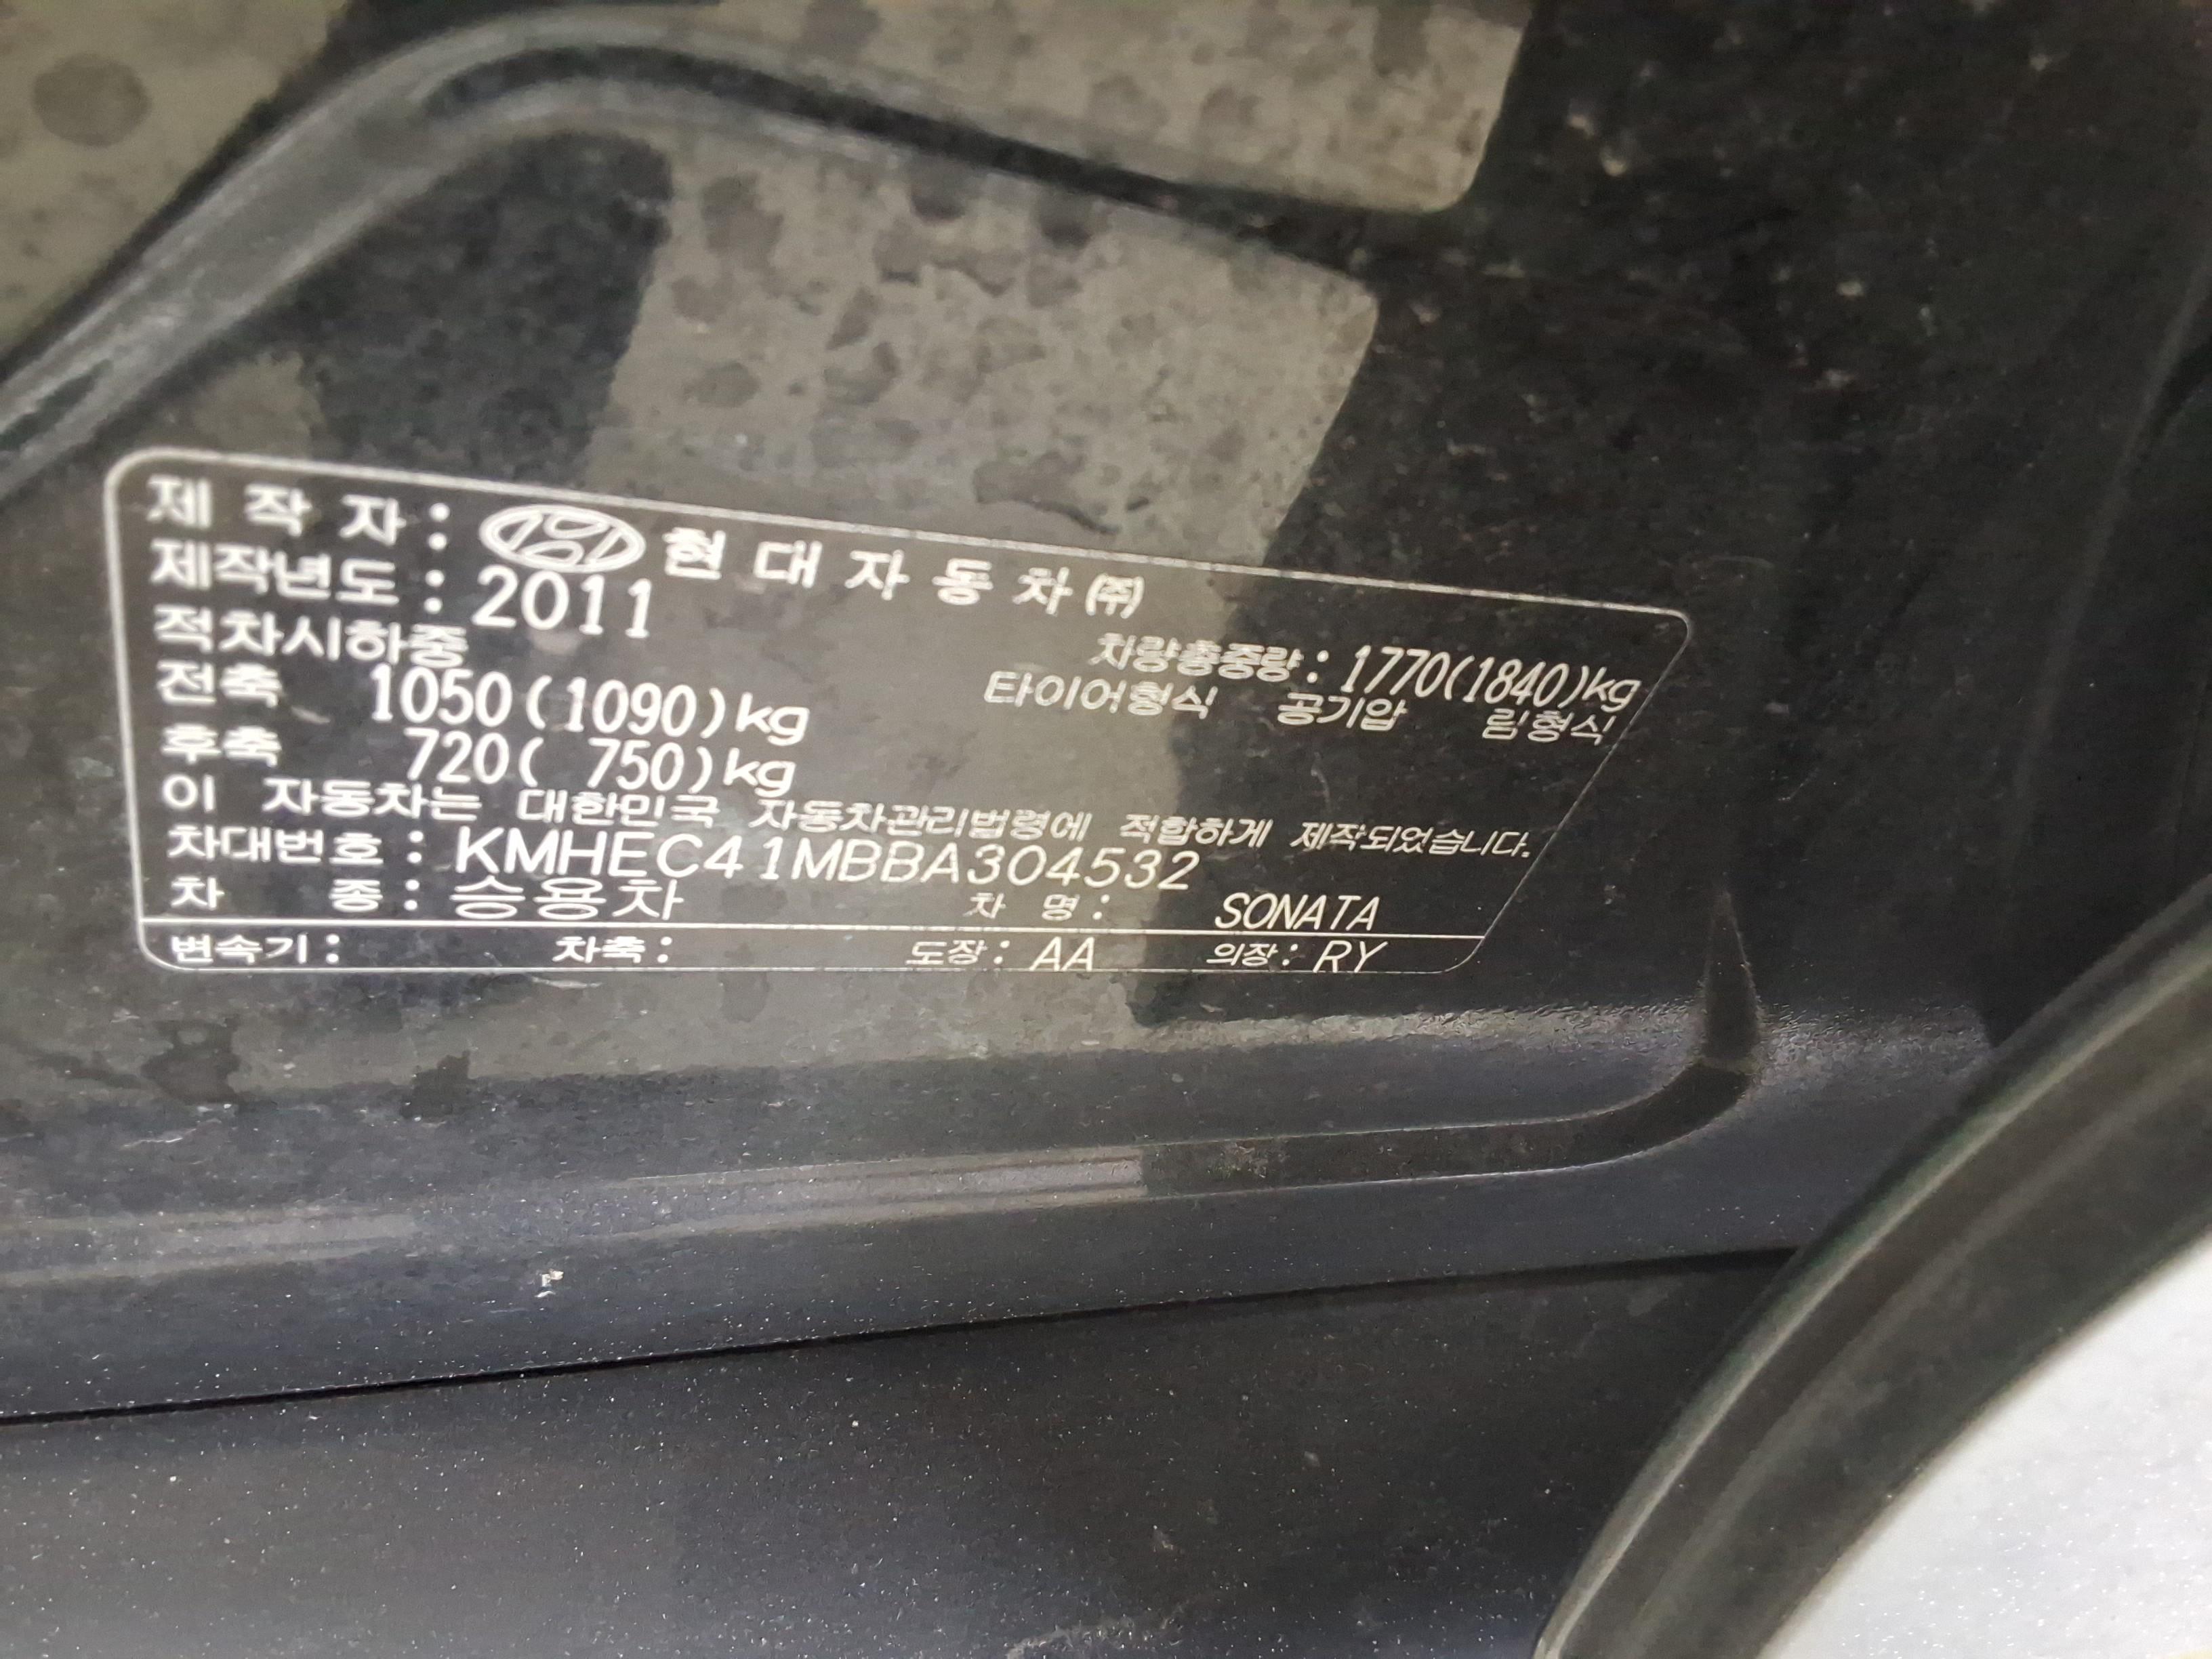 제 작 자 : 현 대 자 동 차 ㈜
제작년도 : 2011
적차시하중 차량총중량 : 1770(1840)kg
전축 1050(1090)kg 타이어형식 공기압 림형식
후축 720( 750)kg
이 자동차는 대한민국 자동차관리법령에 적합하게 제작되었습니다.
차대번호 : KMHEC41MBBA304532
차 종 : 승용차 차 명 : SONATA
변속기 : 차축 : 도장 : AA 의장 : RY